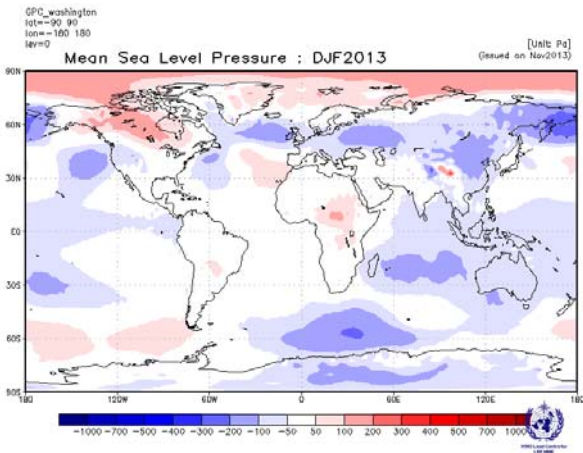 GPC_washington
lat=-90 90
lon=-180 180
lev=0
[Unit: Pa]
Mean Sea Level Pressure : DJF2013
(issued on Nov2013)
90N
60N
30N
EQ
30S
60S
90S
180 120W 60W 0 60E 120E 180
-1000 -700 -500 -400 -300 -200 -100 -50 50 100 200 300 400 500 700 1000